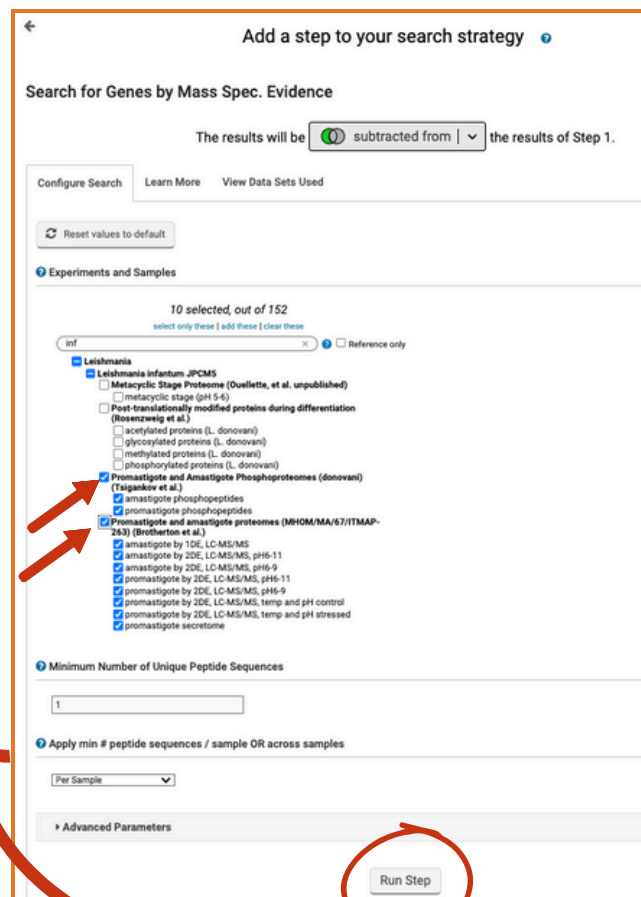 Add a step to your search strategy
Search for Genes by Mass Spec. Evidence
The results will be subtracted from the results of Step 1.
Configure Search Learn More View Data Sets Used
Reset values to default
Experiments and Samples
10 selected, out of 152
select only these | add these | clear these
inf Reference only
Leishmania
Leishmania infantum JPCM5
Metacyclic Stage Proteome (Ouellette, et al. unpublished)
metacyclic stage (pH 5-6)
Post-translationally modified proteins during differentiation
(Rosenzweig et al.)
acetylated proteins (L. donovani)
glycosylated proteins (L. donovani)
methylated proteins (L. donovani)
phosphorylated proteins (L. donovani)
Promastigote and Amastigote Phosphoproteomes (donovani)
(Tsigankov et al.)
amastigote phosphopeptides
promastigote phosphopeptides
Promastigote and amastigote proteomes (MHOM/MA/67/ITMAP-
263) (Brotherton et al.)
amastigote by 1DE, LC-MS/MS
amastigote by 2DE, LC-MS/MS, pH6-11
amastigote by 2DE, LC-MS/MS, pH6-9
promastigote by 2DE, LC-MS/MS, pH6-11
promastigote by 2DE, LC-MS/MS, pH6-9
promastigote by 2DE, LC-MS/MS, temp and pH control
promastigote by 2DE, LC-MS/MS, temp and pH stressed
promastigote secretome
Minimum Number of Unique Peptide Sequences
1
Apply min # peptide sequences / sample OR across samples
Per Sample
Advanced Parameters
Run Step